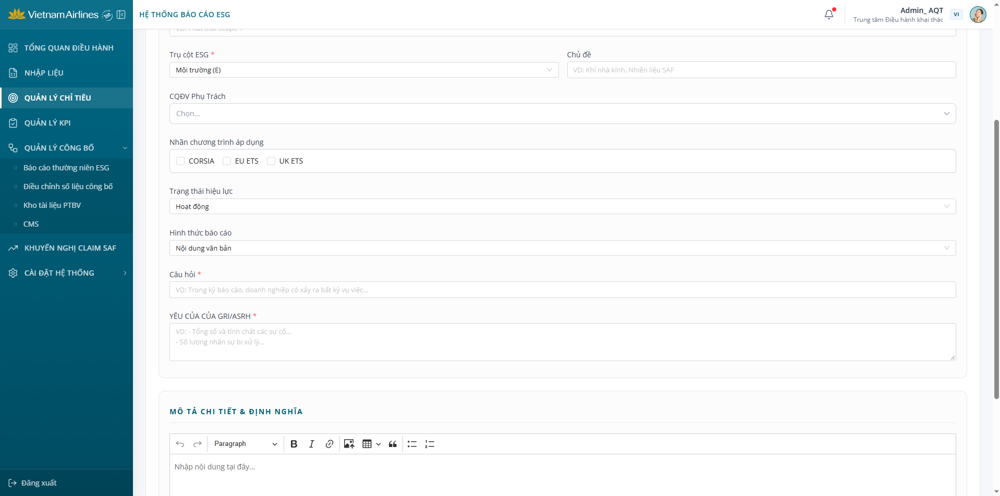 Vietnam Airlines
HỆ THỐNG BÁO CÁO ESG
Admin_ AQT
Trung tâm Điều hành khai thác
VI
TỔNG QUAN ĐIỀU HÀNH
NHẬP LIỆU
QUẢN LÝ CHỈ TIÊU
QUẢN LÝ KPI
QUẢN LÝ CÔNG BỐ
Báo cáo thường niên ESG
Điều chỉnh số liệu công bố
Kho tài liệu PTBV
CMS
KHUYẾN NGHỊ CLAIM SAF
CÀI ĐẶT HỆ THỐNG
Đăng xuất
VD: Phát thải Scope 1
Trụ cột ESG *
Môi trường (E)
Chủ đề
VD: Khí nhà kính, Nhiên liệu SAF
CQĐV Phụ Trách
Chọn...
Nhãn chương trình áp dụng
CORSIA
EU ETS
UK ETS
Trạng thái hiệu lực
Hoạt động
Hình thức báo cáo
Nội dung văn bản
Câu hỏi *
VD: Trong kỳ báo cáo, doanh nghiệp có xảy ra bất kỳ vụ việc...
YÊU CỦA CỦA GRI/ASRH *
VD: - Tổng số và tính chất các sự cố...
- Số lượng nhân sự bị xử lý...
MÔ TẢ CHI TIẾT & ĐỊNH NGHĨA
Paragraph
Nhập nội dung tại đây...